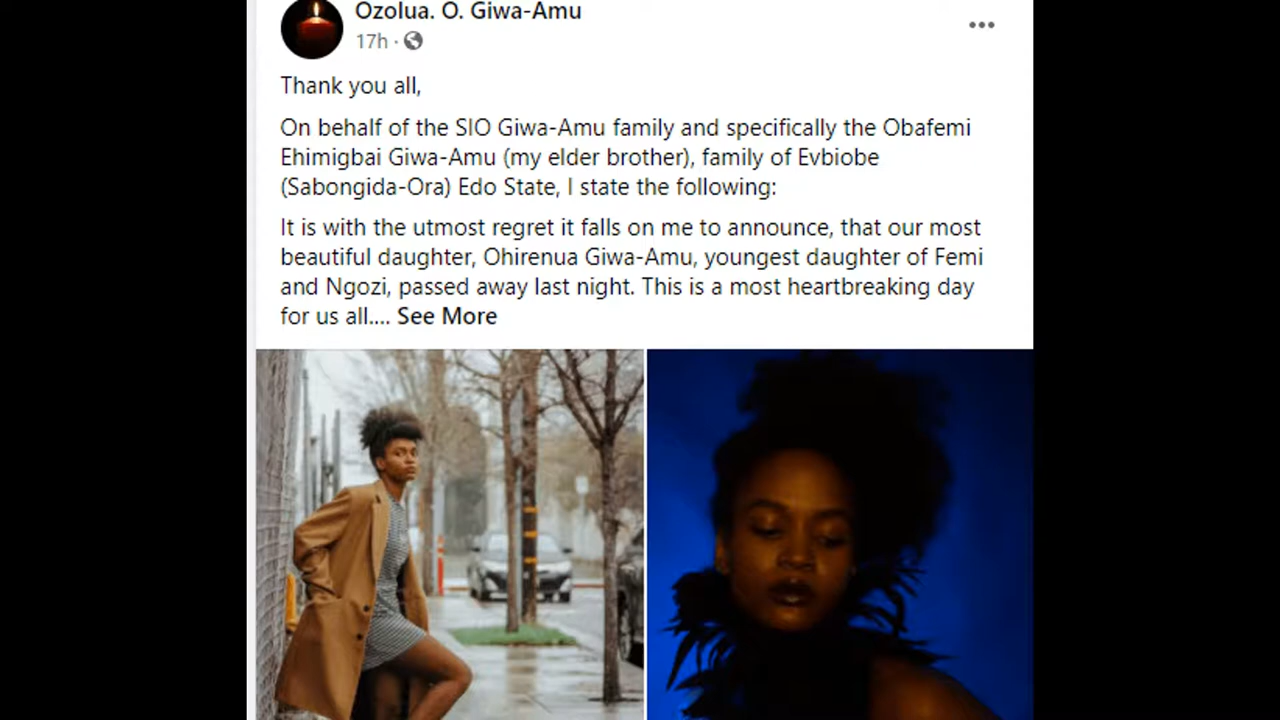 Ozolua. O. Giwa-Amu
17h ·
Thank you all,
On behalf of the SIO Giwa-Amu family and specifically the Obafemi
Ehimigbai Giwa-Amu (my elder brother), family of Evbiobe
(Sabongida-Ora) Edo State, I state the following:
It is with the utmost regret it falls on me to announce, that our most
beautiful daughter, Ohirenua Giwa-Amu, youngest daughter of Femi
and Ngozi, passed away last night. This is a most heartbreaking day
for us all.... See More